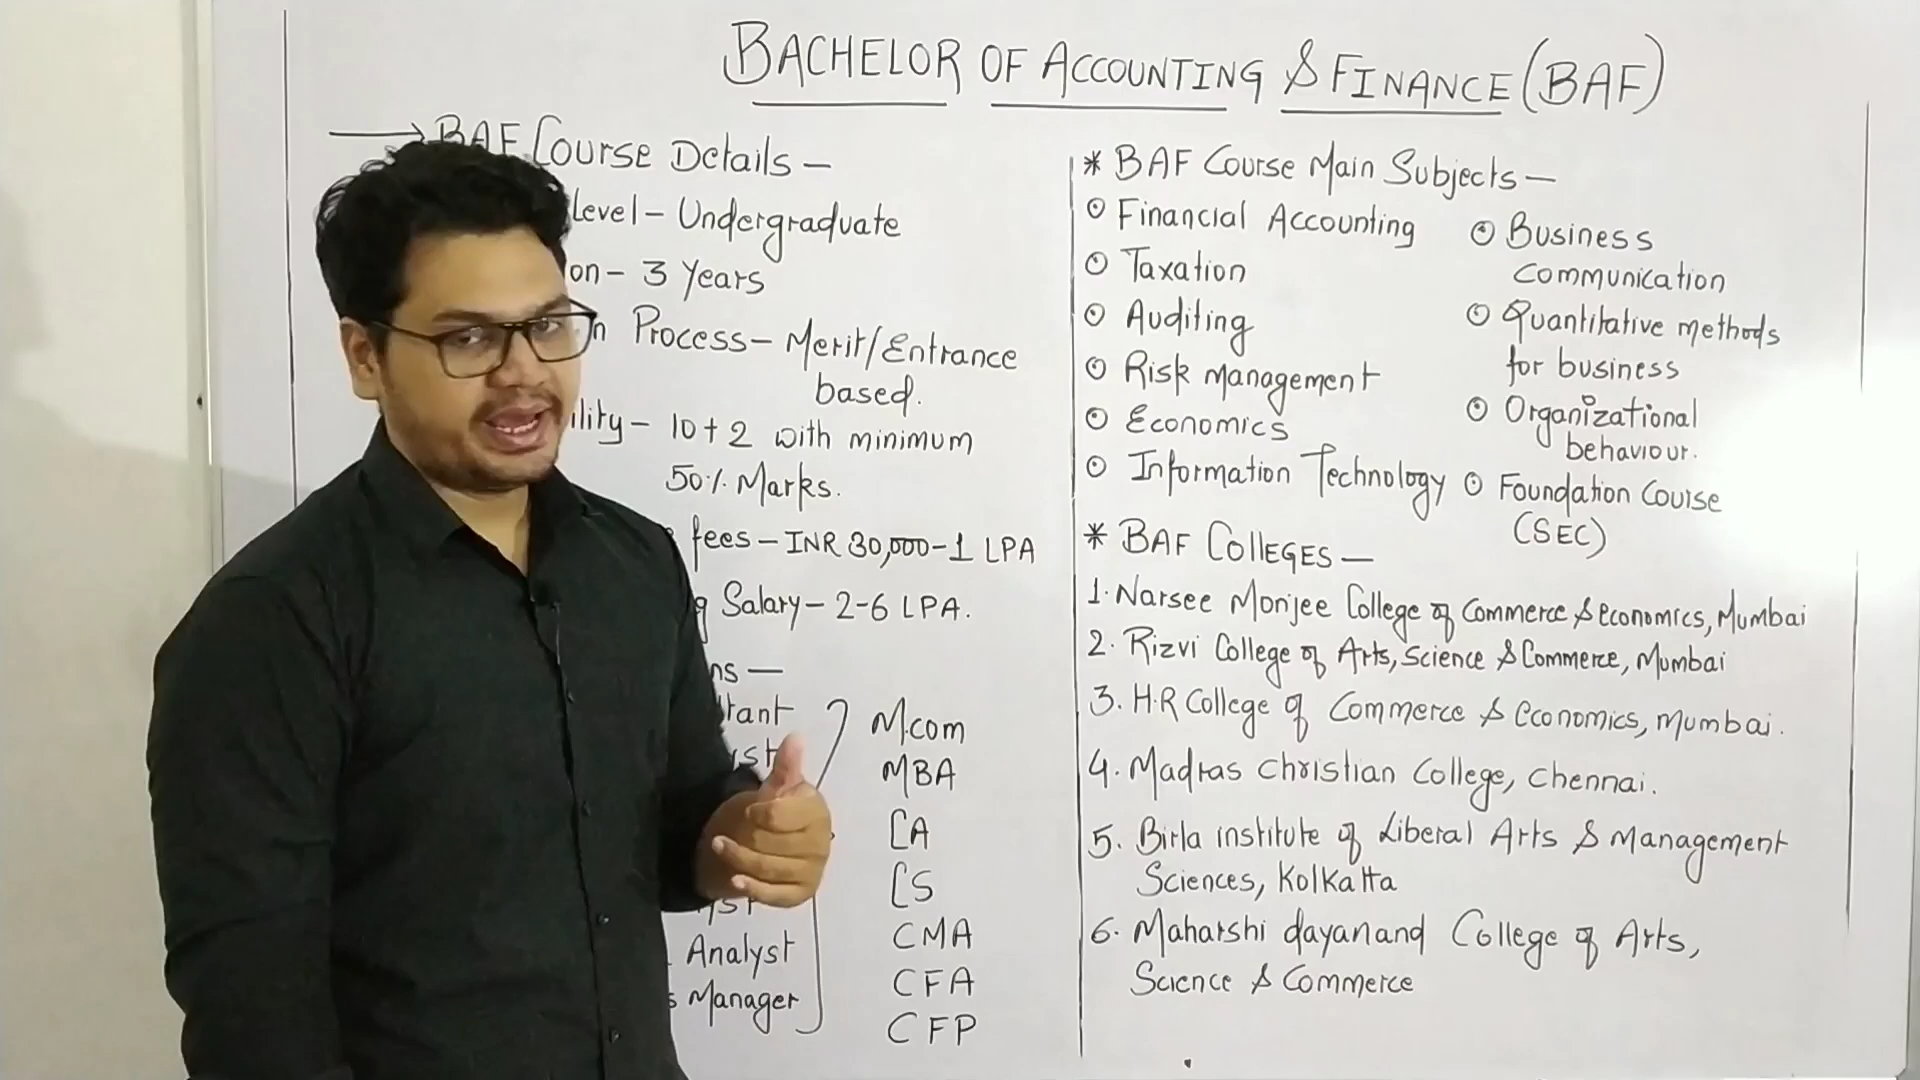 BACHELOR OF ACCOUNTING & FINANCE (BAF)
BAF COURSE Details –
Level – Undergraduate
3 Years
Process – Merit/Entrance
based.
10+2 with minimum
50% Marks.
fees – INR 30,000-1 LPA
Salary – 2-6 LPA.
Analyst
Manager
M.com
MBA
CA
CS
CMA
CFA
CFP
* BAF Course Main Subjects –
Financial Accounting
Taxation
Auditing
Risk management
Economics
Information Technology
Business
communication
Quantitative methods
for business
Organizational
behaviour.
Foundation Course
(SEC)
* BAF COLLEGES –
1. Narsee Monjee College of Commerce & economics, Mumbai
2. Rizvi College of Arts, Science & Commerce, Mumbai
3. H.R College of Commerce & economics, Mumbai.
4. Madras Christian College, Chennai.
5. Birla institute of Liberal Arts & Management
Sciences, Kolkatta
6. Maharshi dayanand College of Arts,
Science & Commerce